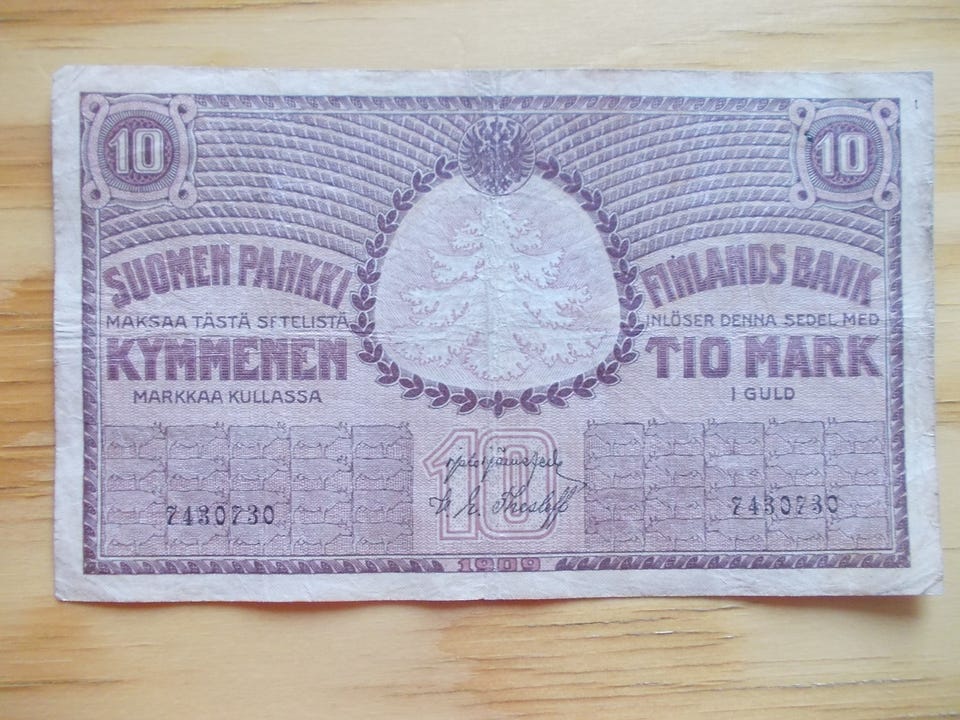 10 10
SUOMEN PANKKI
MAKSAA TÄSTÄ SETELISTÄ
KYMMENEN
MARKKAA KULLASSA
FINLANDS BANK
INLÖSER DENNA SEDEL MED
TIO MARK
I GULD
10
7430730 7430730
1909